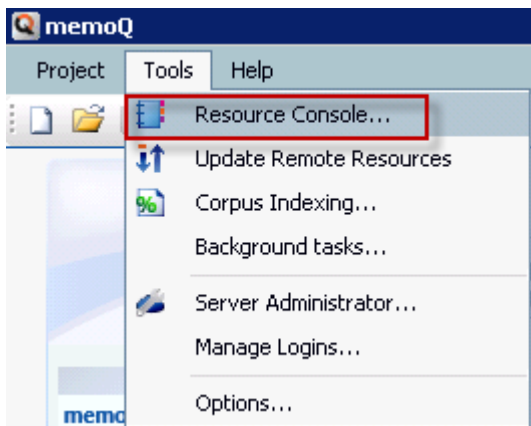 memoQ
Project Tools Help
Resource Console...
Update Remote Resources
Corpus Indexing...
Background tasks...
Server Administrator...
Manage Logins...
Options...
memo